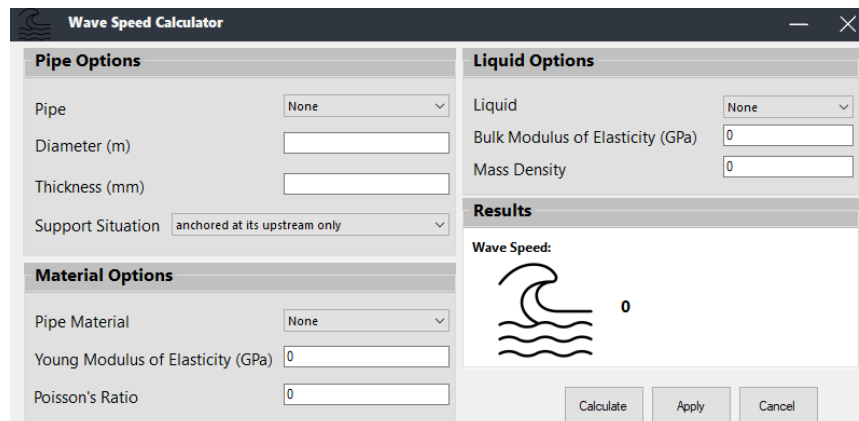 Wave Speed Calculator
Pipe Options
Pipe
None
Diameter (m)
Thickness (mm)
Support Situation
anchored at its upstream only
Material Options
Pipe Material
None
Young Modulus of Elasticity (GPa)
0
Poisson's Ratio
0
Liquid Options
Liquid
None
Bulk Modulus of Elasticity (GPa)
0
Mass Density
0
Results
Wave Speed:
0
Calculate
Apply
Cancel